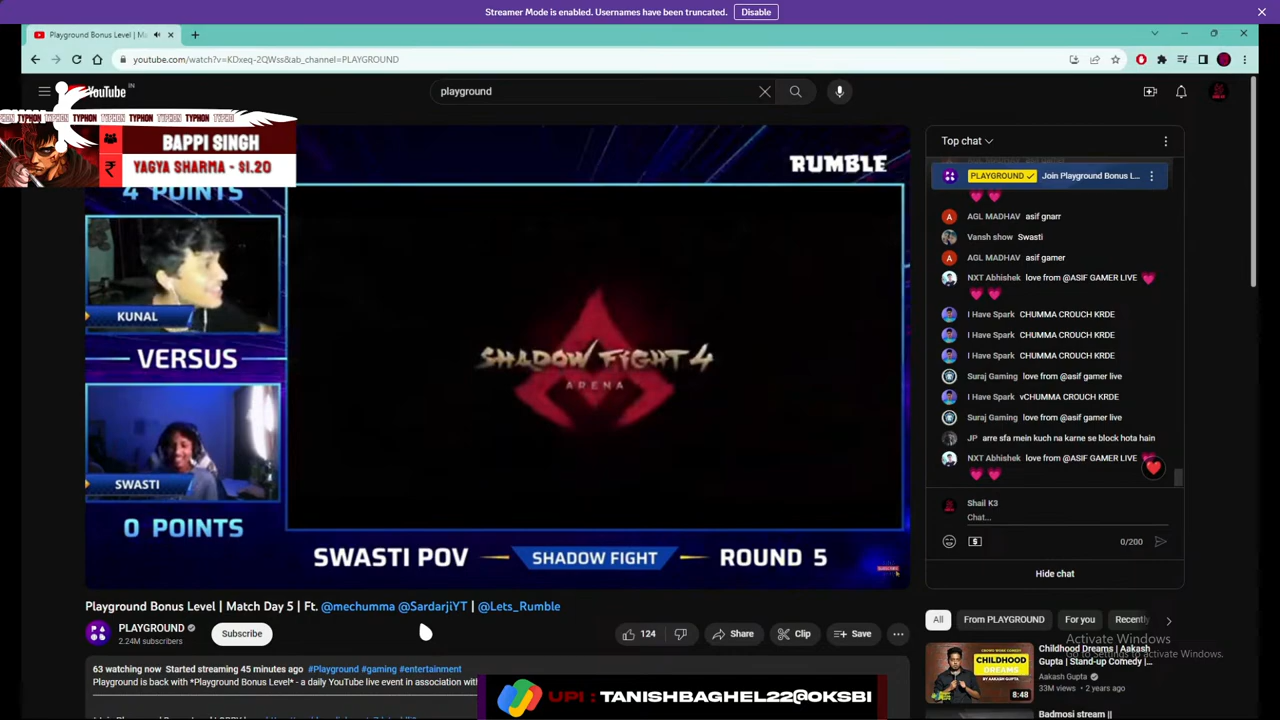 Streamer Mode is enabled. Usernames have been truncated. Disable
Playground Bonus Level | Ma
youtube.com/watch?v=KDxeq-2QWss&ab_channel=PLAYGROUND
YouTube IN
playground
TYPHON TYPHON TYPHON TYPHON TYPHON
BAPPI SINGH
YAGYA SHARMA - $1.20
RUMBLE
4 POINTS
KUNAL
VERSUS
SWASTI
0 POINTS
SHADOW FIGHT 4
ARENA
SWASTI POV
SHADOW FIGHT
ROUND 5
Top chat
PLAYGROUND Join Playground Bonus L...
AGL MADHAV asif gnarr
Vansh show Swasti
AGL MADHAV asif gamer
NXT Abhishek love from @ASIF GAMER LIVE
I Have Spark CHUMMA CROUCH KRDE
I Have Spark CHUMMA CROUCH KRDE
I Have Spark CHUMMA CROUCH KRDE
Suraj Gaming love from @asif gamer live
I Have Spark vCHUMMA CROUCH KRDE
Suraj Gaming love from @asif gamer live
JP arre sfa mein kuch na karne se block hota hain
NXT Abhishek love from @ASIF GAMER LIVE
Shail K3
Chat...
0/200
Hide chat
Playground Bonus Level | Match Day 5 | Ft. @mechumma @SardarjiYT | @Lets_Rumble
PLAYGROUND
2.24M subscribers
Subscribe
124
Share
Clip
Save
63 watching now Started streaming 45 minutes ago #Playground #gaming #entertainment
Playground is back with *Playground Bonus Level* - a daily YouTube live event in association wit
UPI : TANISHBAGHEL22@OKSBI
All
From PLAYGROUND
For you
Recently
Activate Windows
Go to Settings to activate Windows.
CHILDHOOD DREAMS
8:48
Childhood Dreams | Aakash
Gupta | Stand-up Comedy |...
Aakash Gupta
33M views • 2 years ago
Badmosi stream ||